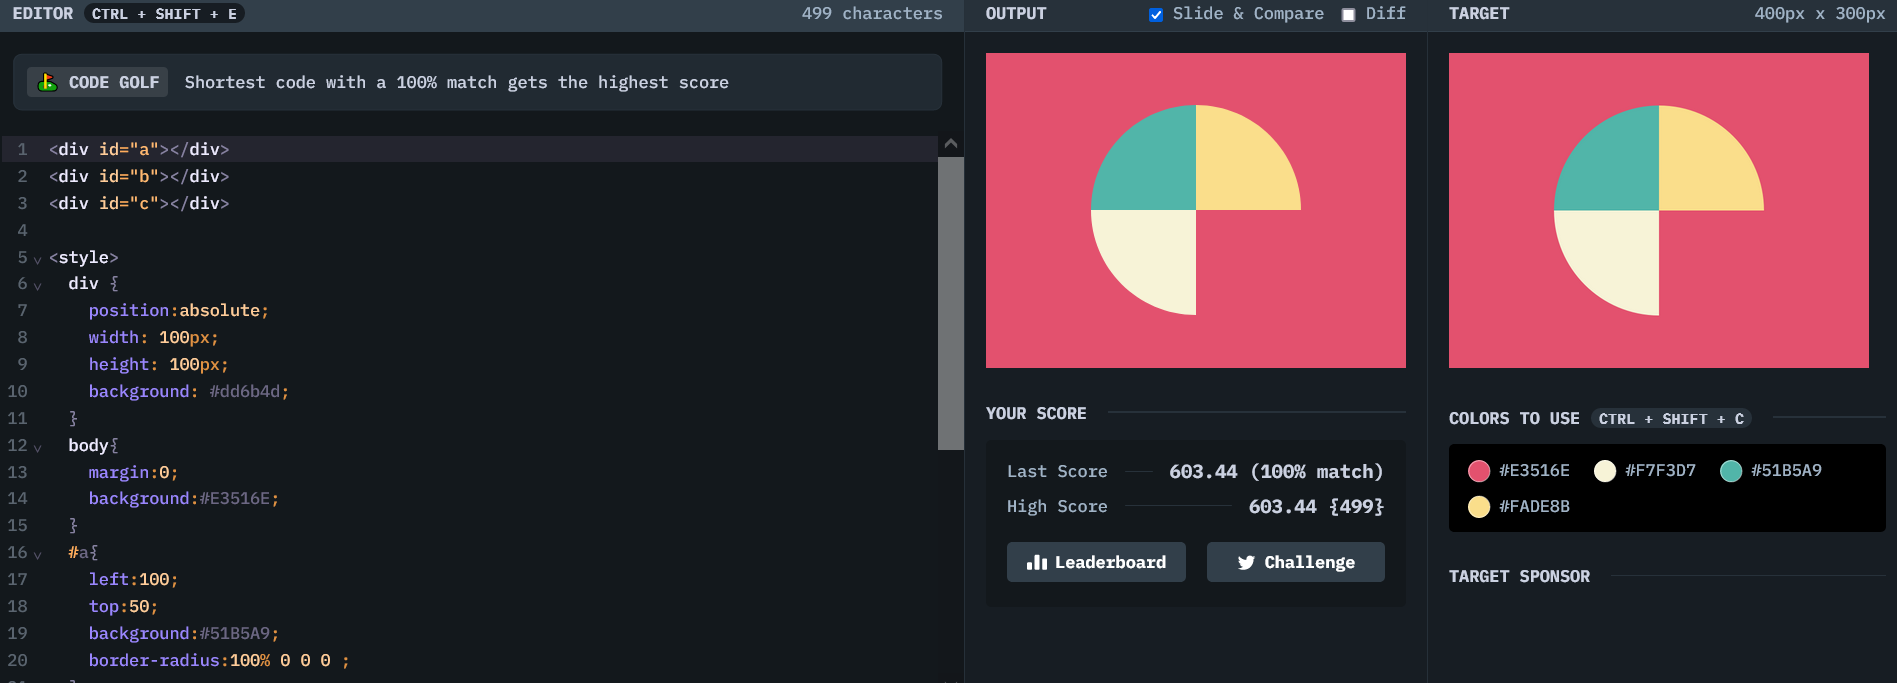 EDITOR CTRL + SHIFT + E 499 characters
CODE GOLF Shortest code with a 100% match gets the highest score
1 <div id="a"></div>
2 <div id="b"></div>
3 <div id="c"></div>
4
5 <style>
6 div {
7 position:absolute;
8 width: 100px;
9 height: 100px;
10 background: #dd6b4d;
11 }
12 body{
13 margin:0;
14 background:#E3516E;
15 }
16 #a{
17 left:100;
18 top:50;
19 background:#51B5A9;
20 border-radius:100% 0 0 0 ;
OUTPUT Slide & Compare Diff
YOUR SCORE
Last Score 603.44 (100% match)
High Score 603.44 {499}
Leaderboard Challenge
TARGET 400px x 300px
COLORS TO USE CTRL + SHIFT + C
#E3516E #F7F3D7 #51B5A9
#FADE8B
TARGET SPONSOR